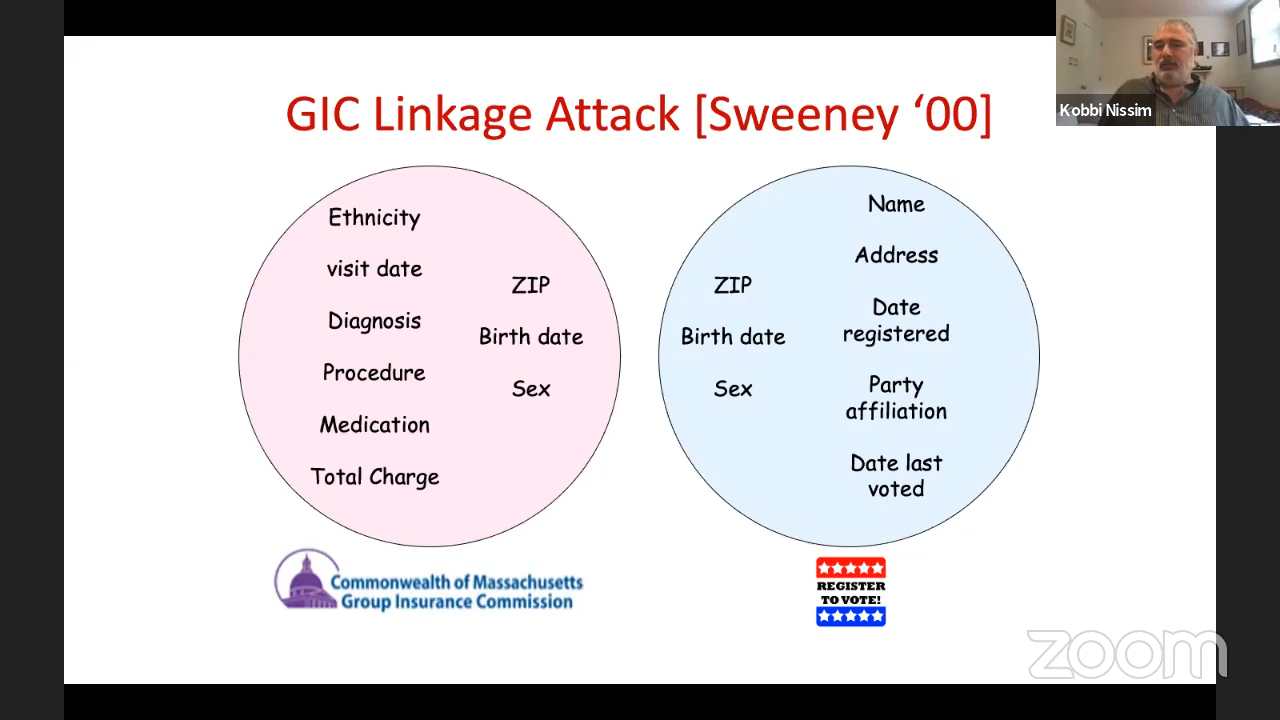 Kobbi Nissim
GIC Linkage Attack [Sweeney ‘00]
Ethnicity
visit date
Diagnosis
Procedure
Medication
Total Charge
ZIP
Birth date
Sex
ZIP
Birth date
Sex
Name
Address
Date
registered
Party
affiliation
Date last
voted
Commonwealth of Massachusetts
Group Insurance Commission
REGISTER
TO VOTE!
zoom